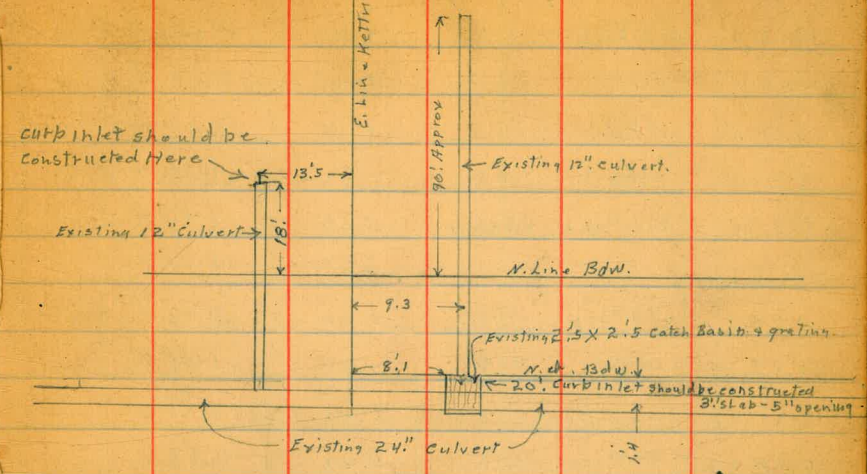 E. Line Kettn
90' Approx
Curb inlet should be
Constructed Here
13'.5
Existing 12" Culvert.
Existing 12" Culvert
18'
N. Line Bdw.
9.3
Existing 2'.5 X 2'.5 Catch Basin & grating
8'.1
Bdw.
20' Curb inlet should be constructed
3' slab - 5" opening
Existing 24" Culvert